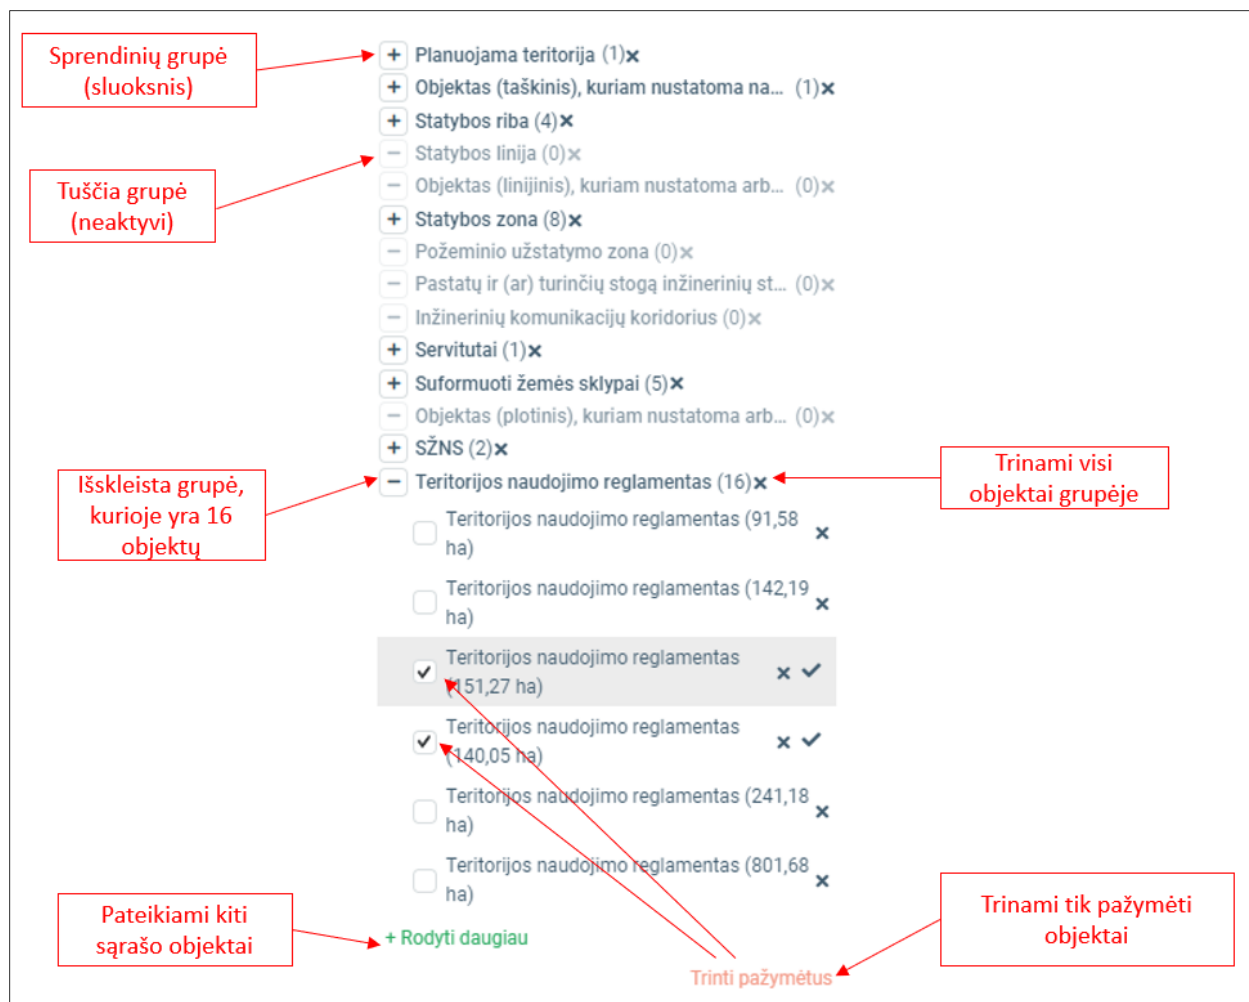 Sprendinių grupė
(sluoksnis)
Planuojama teritorija (1)
Objektas (taškinis), kuriam nustatoma na... (1)
Statybos riba (4)
Statybos linija (0)
Tuščia grupė
(neaktyvi)
Objektas (linijinis), kuriam nustatoma arb... (0)
Statybos zona (8)
Požeminio užstatymo zona (0)
Pastatų ir (ar) turinčių stogą inžinerinių st... (0)
Inžinerinių komunikacijų koridorius (0)
Servitutai (1)
Suformuoti žemės sklypai (5)
Objektas (plotinis), kuriam nustatoma arb... (0)
SŽNS (2)
Teritorijos naudojimo reglamentas (16)
Išskleista grupė,
kurioje yra 16
objektų
Trinami visi
objektai grupėje
Teritorijos naudojimo reglamentas (91,58
ha)
Teritorijos naudojimo reglamentas (142,19
ha)
Teritorijos naudojimo reglamentas
(151,27 ha)
Teritorijos naudojimo reglamentas
(140,05 ha)
Teritorijos naudojimo reglamentas (241,18
ha)
Teritorijos naudojimo reglamentas (801,68
ha)
Pateikiami kiti
sąrašo objektai
+ Rodyti daugiau
Trinami tik pažymėti
objektai
Trinti pažymėtus